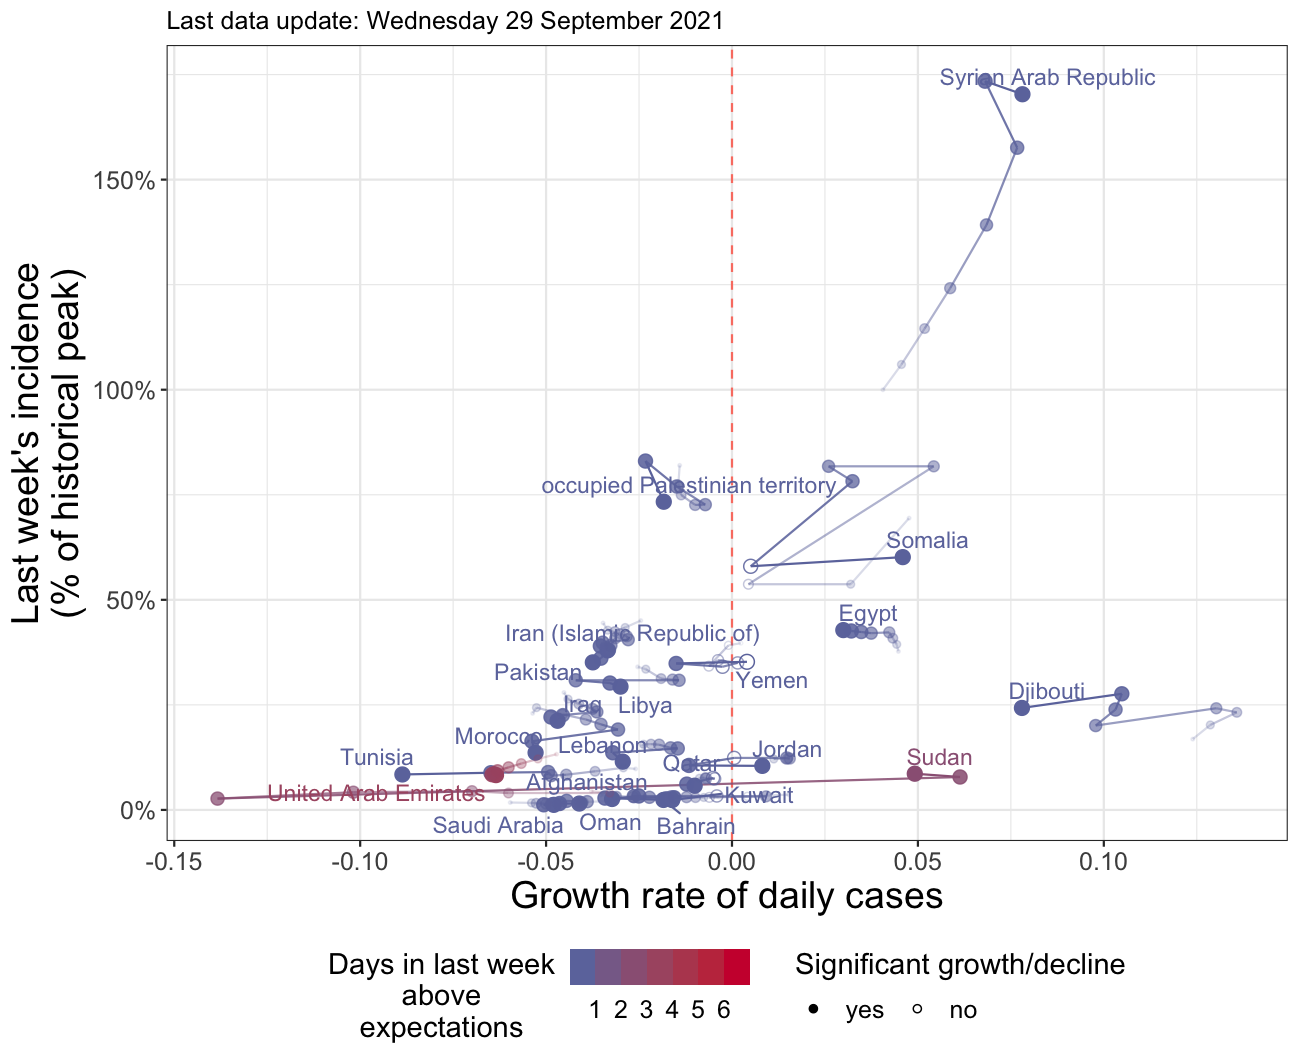 Last data update: Wednesday 29 September 2021
Last week's incidence
(% of historical peak)
150%
100%
50%
0%
Syrian Arab Republic
occupied Palestinian territory
Somalia
Egypt
Iran (Islamic Republic of)
Pakistan
Yemen
Djibouti
Iraq
Libya
Morocco
Lebanon
Jordan
Tunisia
Qatar
Sudan
Afghanistan
United Arab Emirates
Kuwait
Saudi Arabia
Oman
Bahrain
-0.15
-0.10
-0.05
0.00
0.05
0.10
Growth rate of daily cases
Days in last week
above
expectations
1 2 3 4 5 6
Significant growth/decline
yes
no